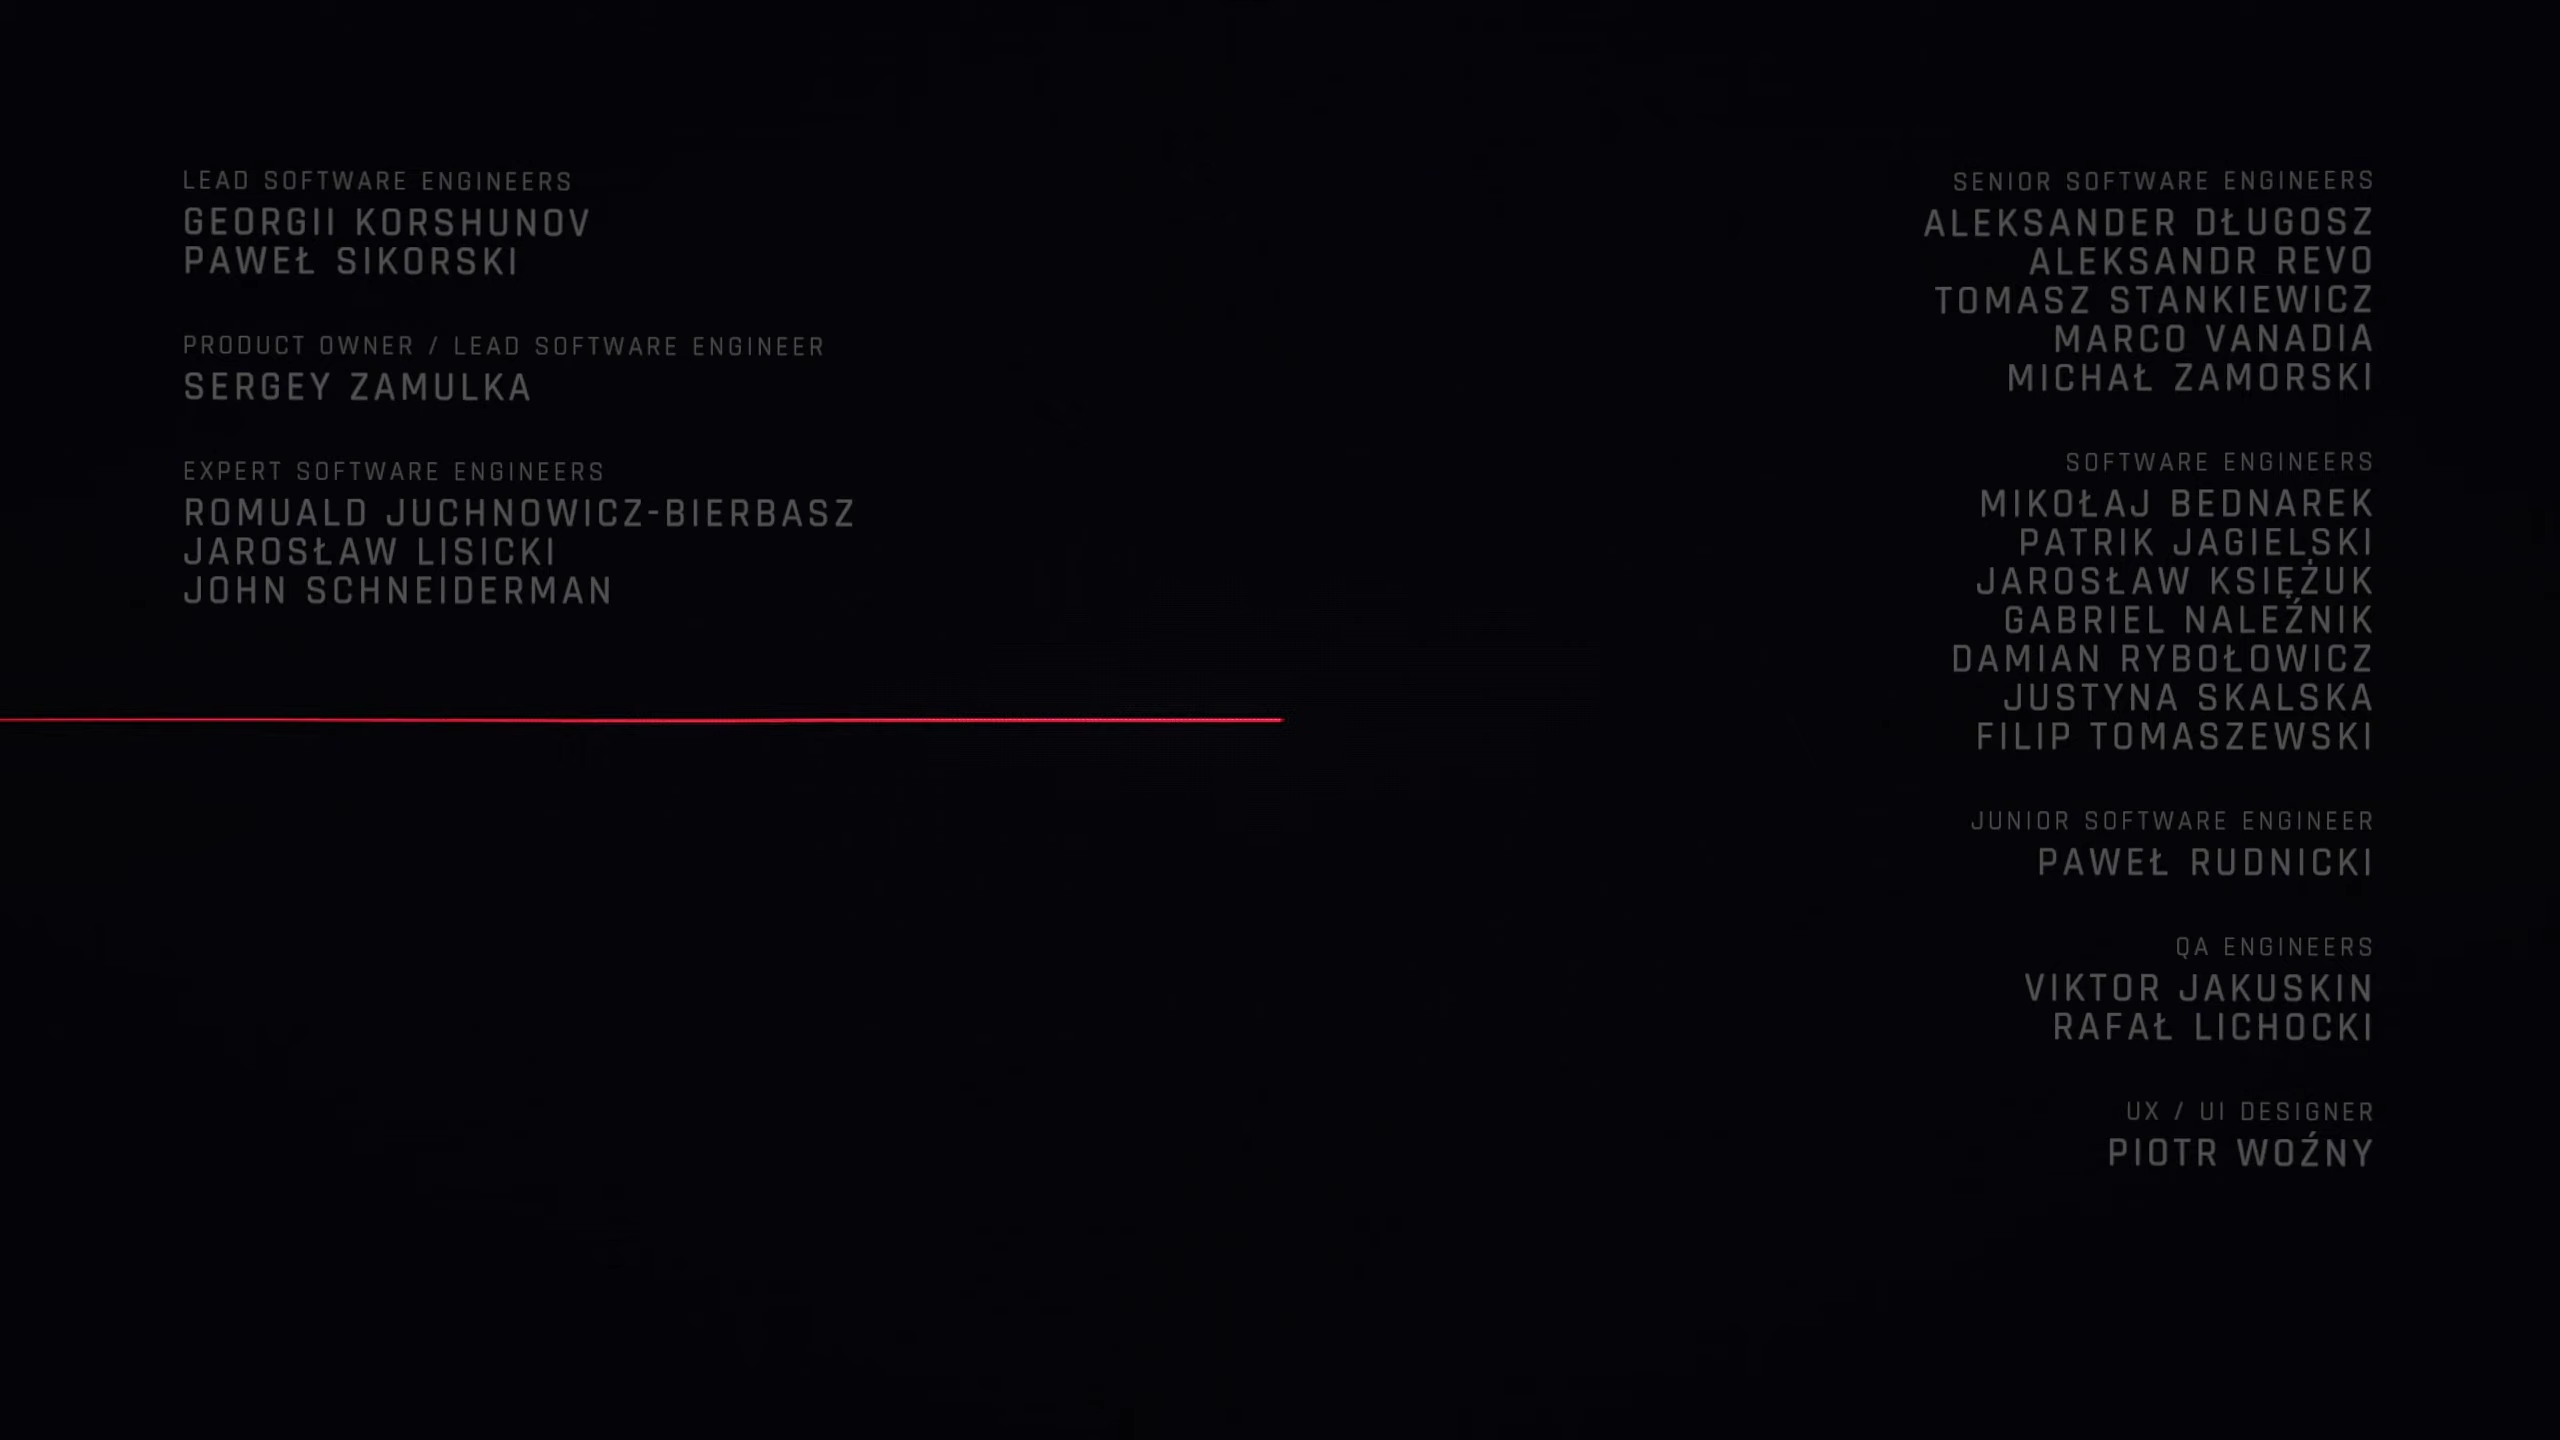 LEAD SOFTWARE ENGINEERS
GEORGII KORSHUNOV
PAWEŁ SIKORSKI
PRODUCT OWNER / LEAD SOFTWARE ENGINEER
SERGEY ZAMULKA
EXPERT SOFTWARE ENGINEERS
ROMUALD JUCHNOWICZ-BIERBASZ
JAROSŁAW LISICKI
JOHN SCHNEIDERMAN
SENIOR SOFTWARE ENGINEERS
ALEKSANDER DŁUGOSZ
ALEKSANDR REVO
TOMASZ STANKIEWICZ
MARCO VANADIA
MICHAŁ ZAMORSKI
SOFTWARE ENGINEERS
MIKOŁAJ BEDNAREK
PATRIK JAGIELSKI
JAROSŁAW KSIĘŻUK
GABRIEL NALEŹNIK
DAMIAN RYBOŁOWICZ
JUSTYNA SKALSKA
FILIP TOMASZEWSKI
JUNIOR SOFTWARE ENGINEER
PAWEŁ RUDNICKI
QA ENGINEERS
VIKTOR JAKUSKIN
RAFAŁ LICHOCKI
UX / UI DESIGNER
PIOTR WOŹNY